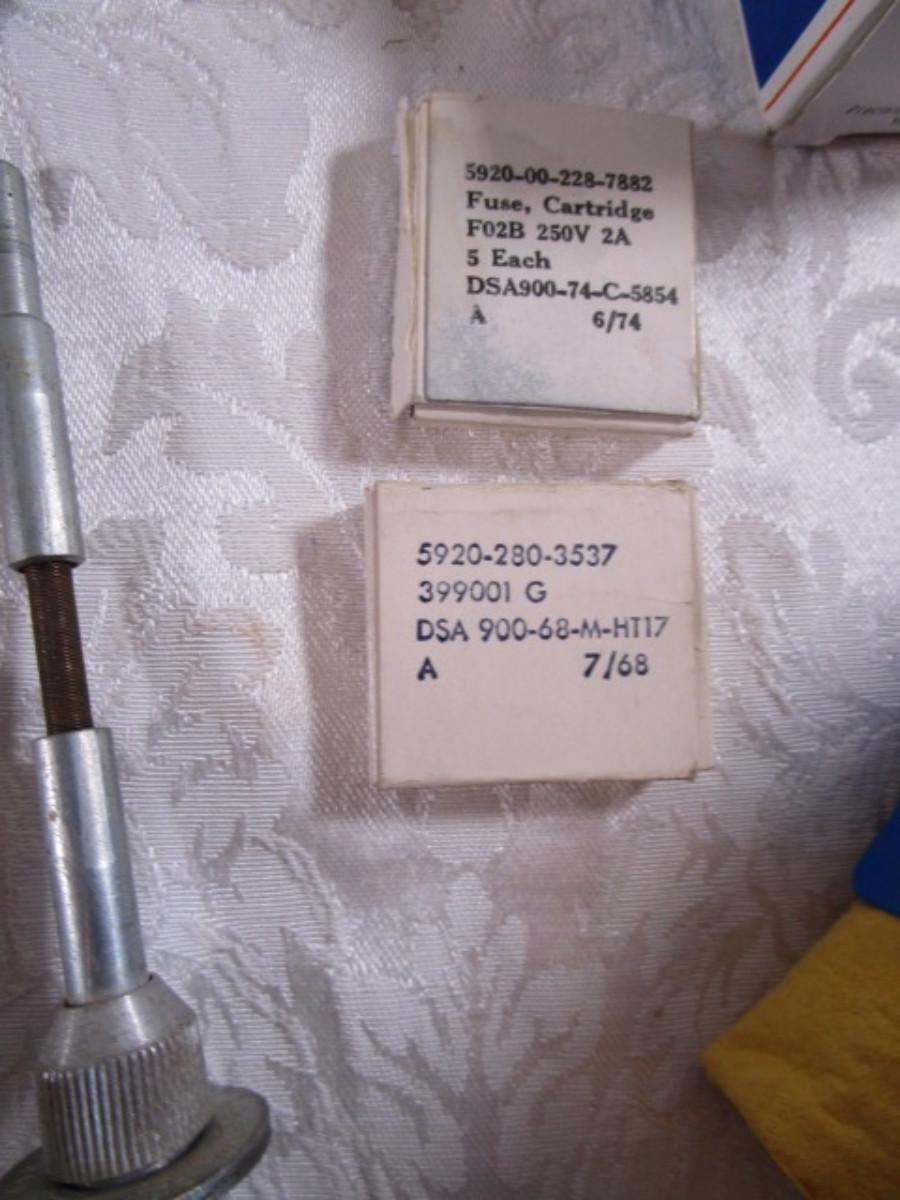 5920-00-228-7882
Fuse, Cartridge
F02B 250V 2A
5 Each
DSA900-74-C-5854
A 6/74
5920-280-3537
399001 G
DSA 900-68-M-HT17
A 7/68